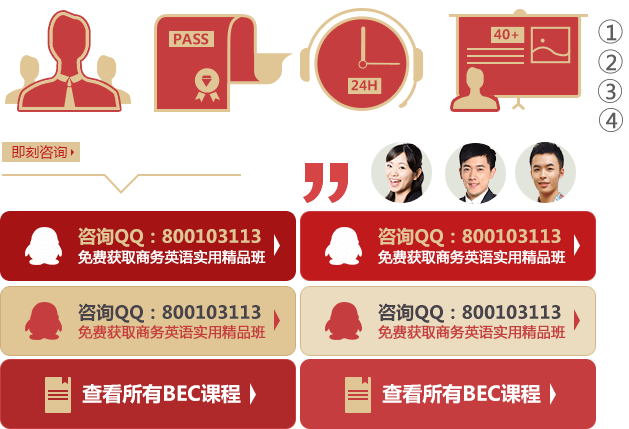 PASS
24H
40+
①
②
③
④
即刻咨询
咨询QQ：800103113
免费获取商务英语实用精品班
咨询QQ：800103113
免费获取商务英语实用精品班
咨询QQ：800103113
免费获取商务英语实用精品班
咨询QQ：800103113
免费获取商务英语实用精品班
查看所有BEC课程
查看所有BEC课程